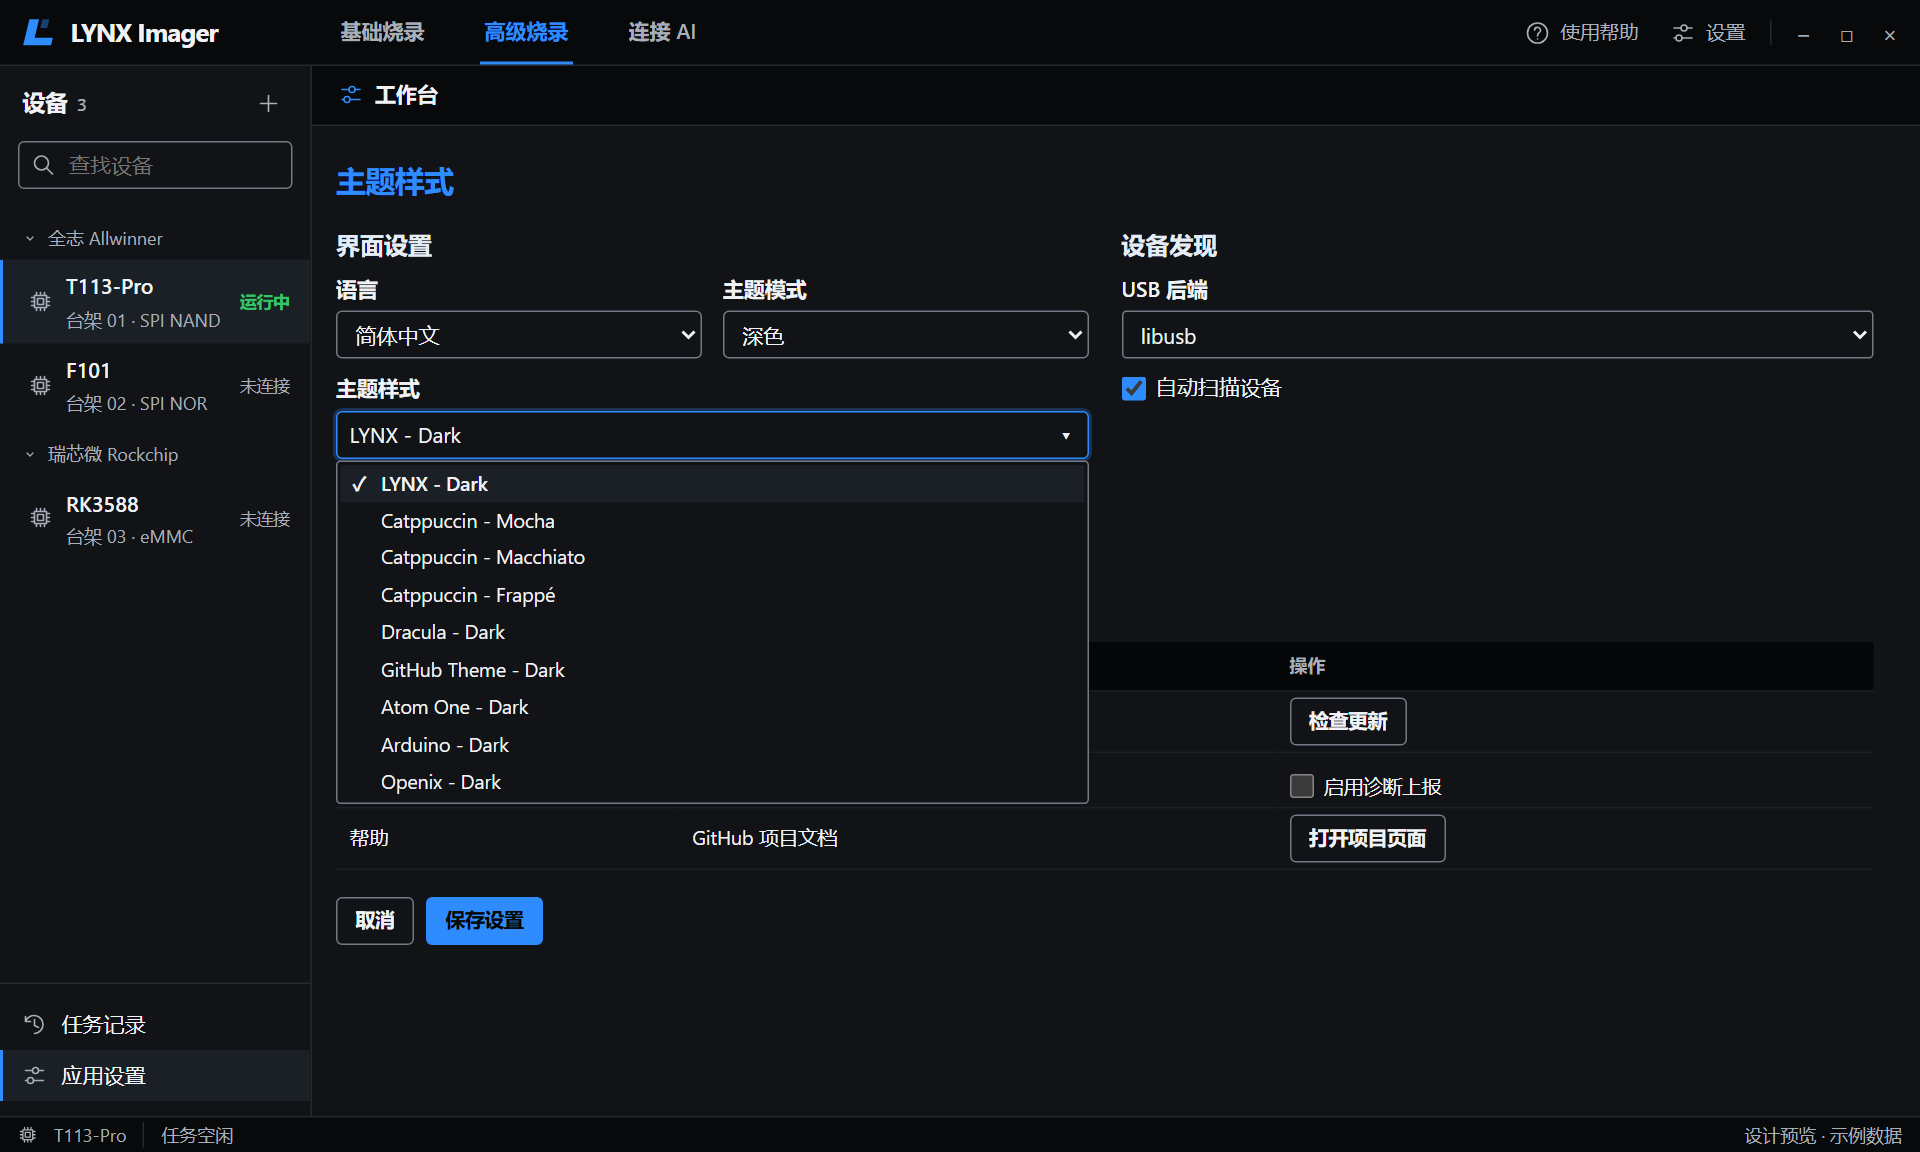 LYNX Imager
基础烧录
高级烧录
连接 AI
使用帮助
设置
设备 3
查找设备
全志 Allwinner
T113-Pro
台架 01 · SPI NAND
运行中
F101
台架 02 · SPI NOR
未连接
瑞芯微 Rockchip
RK3588
台架 03 · eMMC
未连接
任务记录
应用设置
工作台
主题样式
界面设置
语言
简体中文
主题模式
深色
主题样式
LYNX - Dark
LYNX - Dark
Catppuccin - Mocha
Catppuccin - Macchiato
Catppuccin - Frappé
Dracula - Dark
GitHub Theme - Dark
Atom One - Dark
Arduino - Dark
Openix - Dark
设备发现
USB 后端
libusb
自动扫描设备
操作
检查更新
启用诊断上报
帮助
GitHub 项目文档
打开项目页面
取消
保存设置
T113-Pro
任务空闲
设计预览 · 示例数据